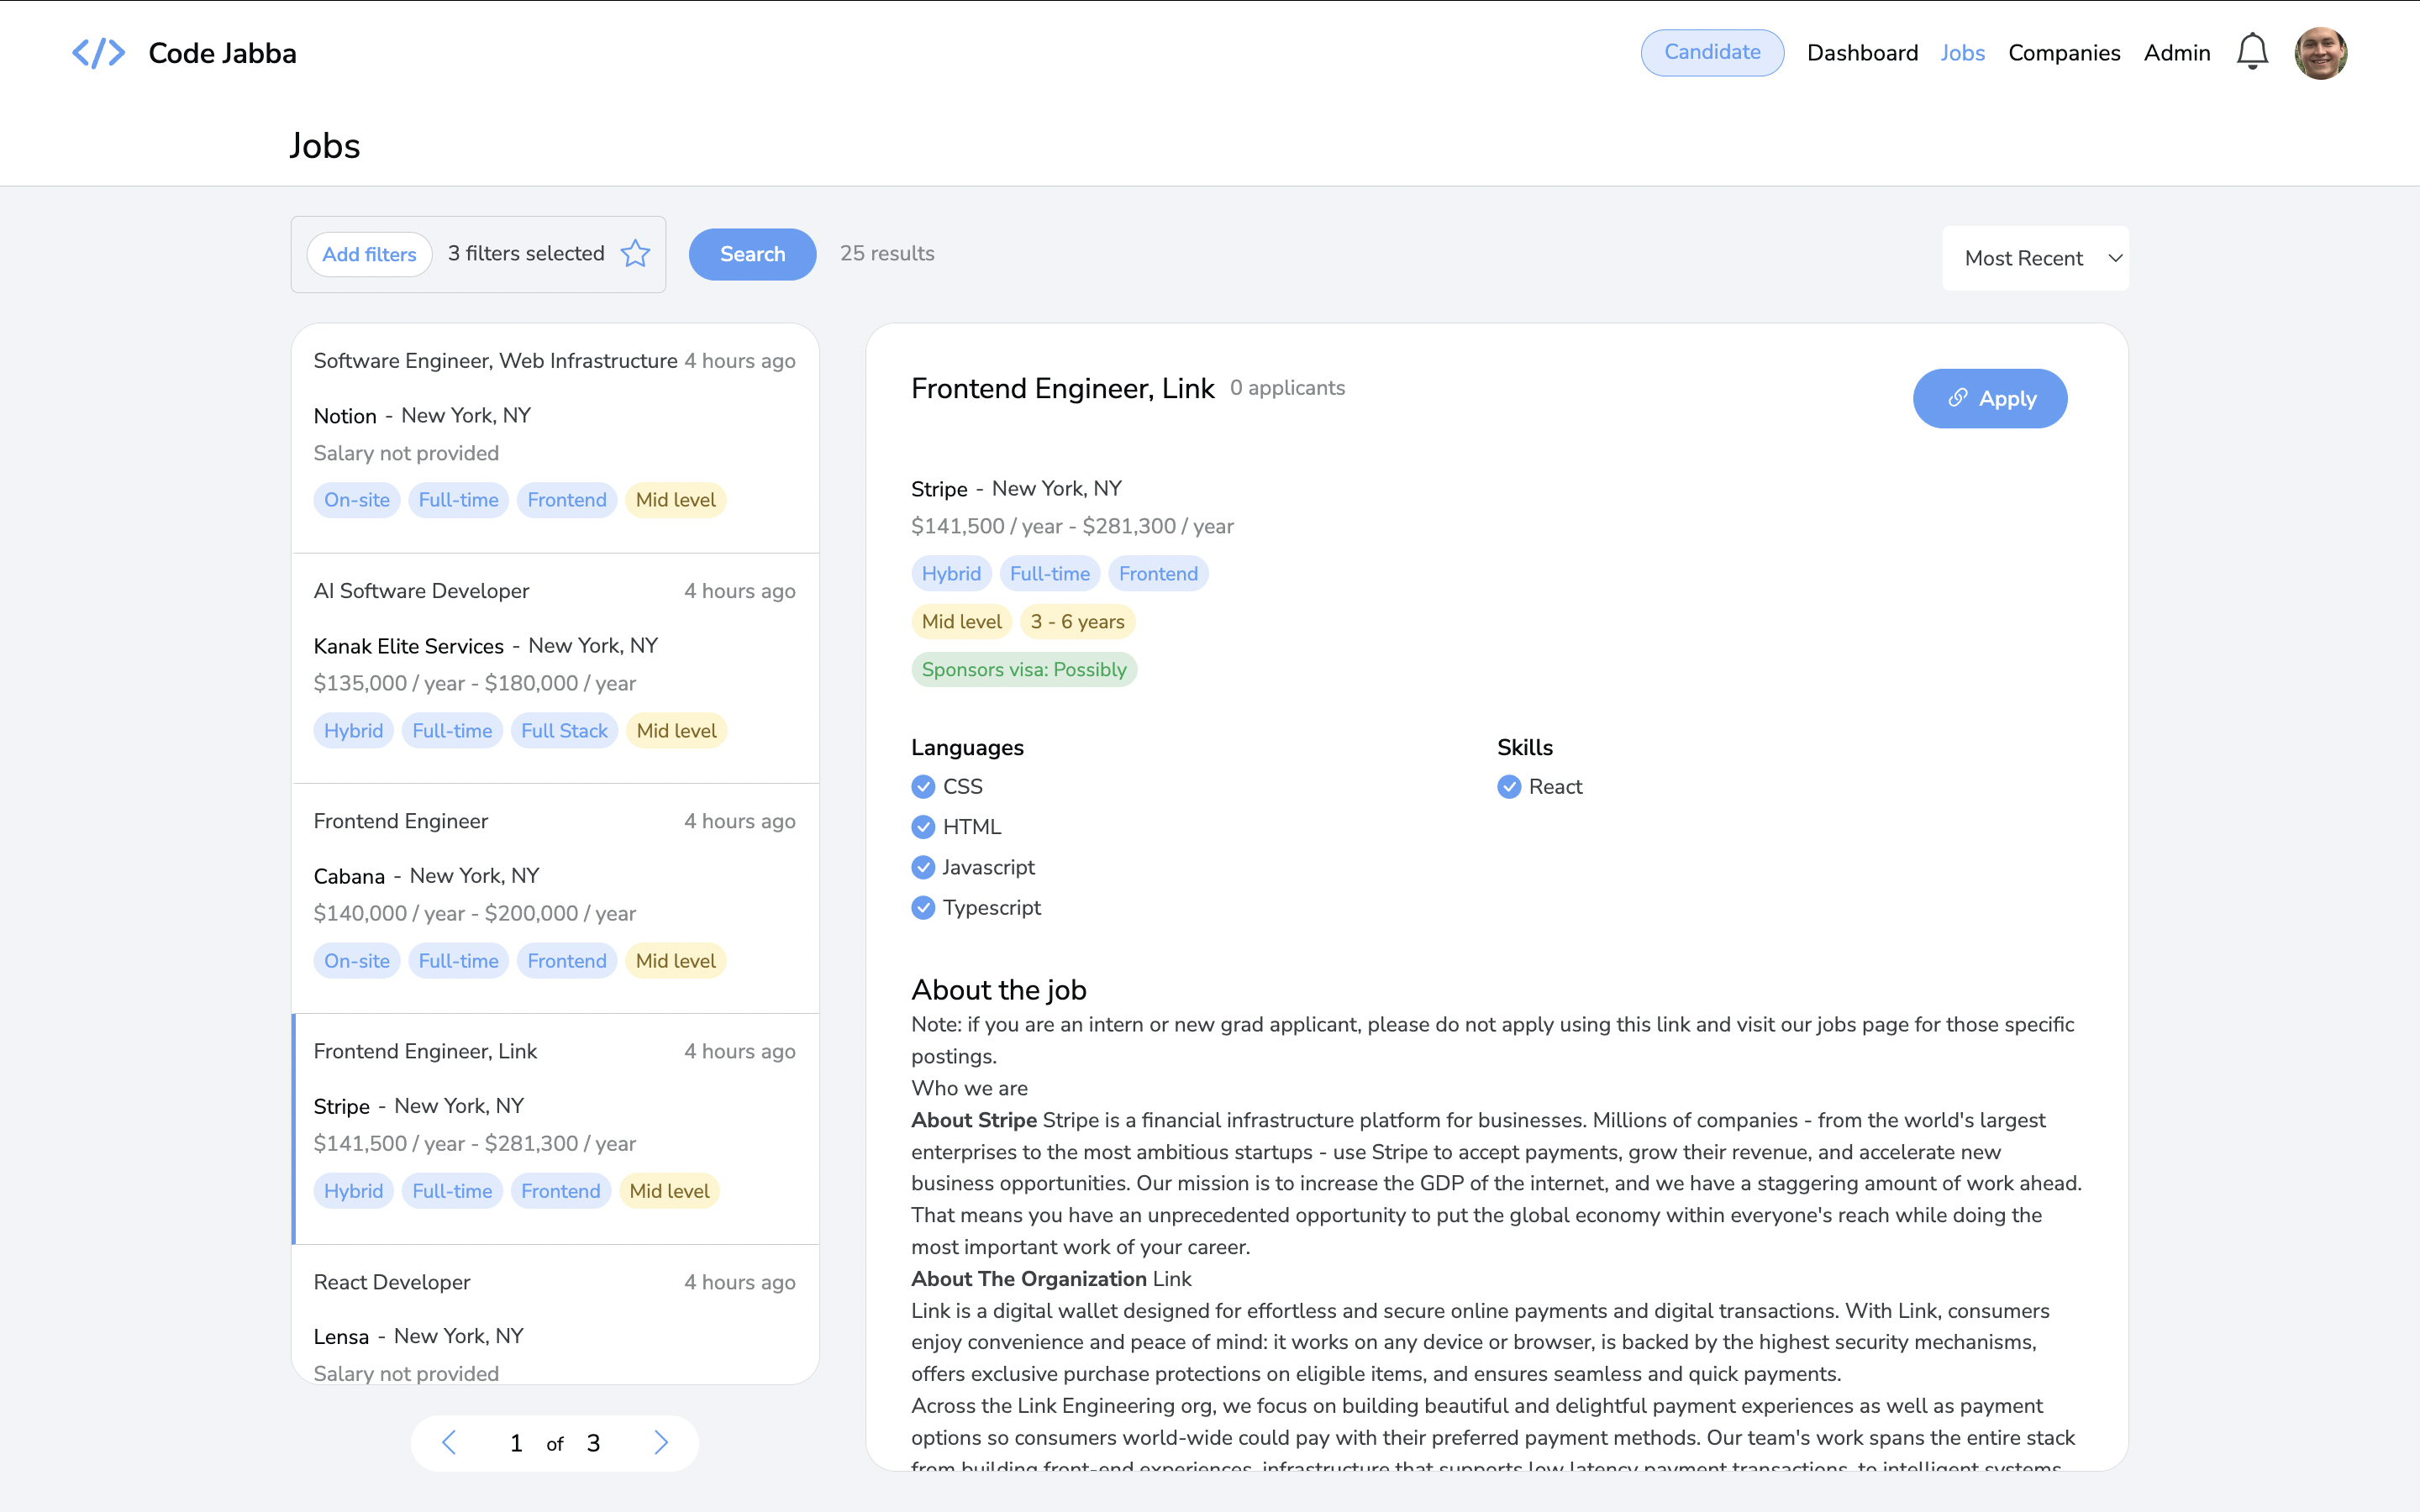 Code Jabba
Candidate Dashboard Jobs Companies Admin
Jobs
Add filters 3 filters selected Search 25 results
Most Recent
Software Engineer, Web Infrastructure 4 hours ago
Notion - New York, NY
Salary not provided
On-site Full-time Frontend Mid level
AI Software Developer 4 hours ago
Kanak Elite Services - New York, NY
$135,000 / year - $180,000 / year
Hybrid Full-time Full Stack Mid level
Frontend Engineer 4 hours ago
Cabana - New York, NY
$140,000 / year - $200,000 / year
On-site Full-time Frontend Mid level
Frontend Engineer, Link 4 hours ago
Stripe - New York, NY
$141,500 / year - $281,300 / year
Hybrid Full-time Frontend Mid level
React Developer 4 hours ago
Lensa - New York, NY
Salary not provided
1 of 3
Frontend Engineer, Link 0 applicants
Apply
Stripe - New York, NY
$141,500 / year - $281,300 / year
Hybrid Full-time Frontend
Mid level 3 - 6 years
Sponsors visa: Possibly
Languages
CSS
HTML
Javascript
Typescript
Skills
React
About the job
Note: if you are an intern or new grad applicant, please do not apply using this link and visit our jobs page for those specific
postings.
Who we are
About Stripe Stripe is a financial infrastructure platform for businesses. Millions of companies - from the world's largest
enterprises to the most ambitious startups - use Stripe to accept payments, grow their revenue, and accelerate new
business opportunities. Our mission is to increase the GDP of the internet, and we have a staggering amount of work ahead.
That means you have an unprecedented opportunity to put the global economy within everyone's reach while doing the
most important work of your career.
About The Organization Link
Link is a digital wallet designed for effortless and secure online payments and digital transactions. With Link, consumers
enjoy convenience and peace of mind: it works on any device or browser, is backed by the highest security mechanisms,
offers exclusive purchase protections on eligible items, and ensures seamless and quick payments.
Across the Link Engineering org, we focus on building beautiful and delightful payment experiences as well as payment
options so consumers world-wide could pay with their preferred payment methods. Our team's work spans the entire stack
from building front-end experiences, infrastructure that supports low latency payment transactions, to intelligent systems